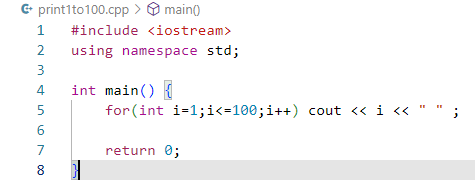 print1to100.cpp > main()
1 #include <iostream>
2 using namespace std;
3
4 int main() {
5     for(int i=1;i<=100;i++) cout << i << " " ;
6
7     return 0;
8 }